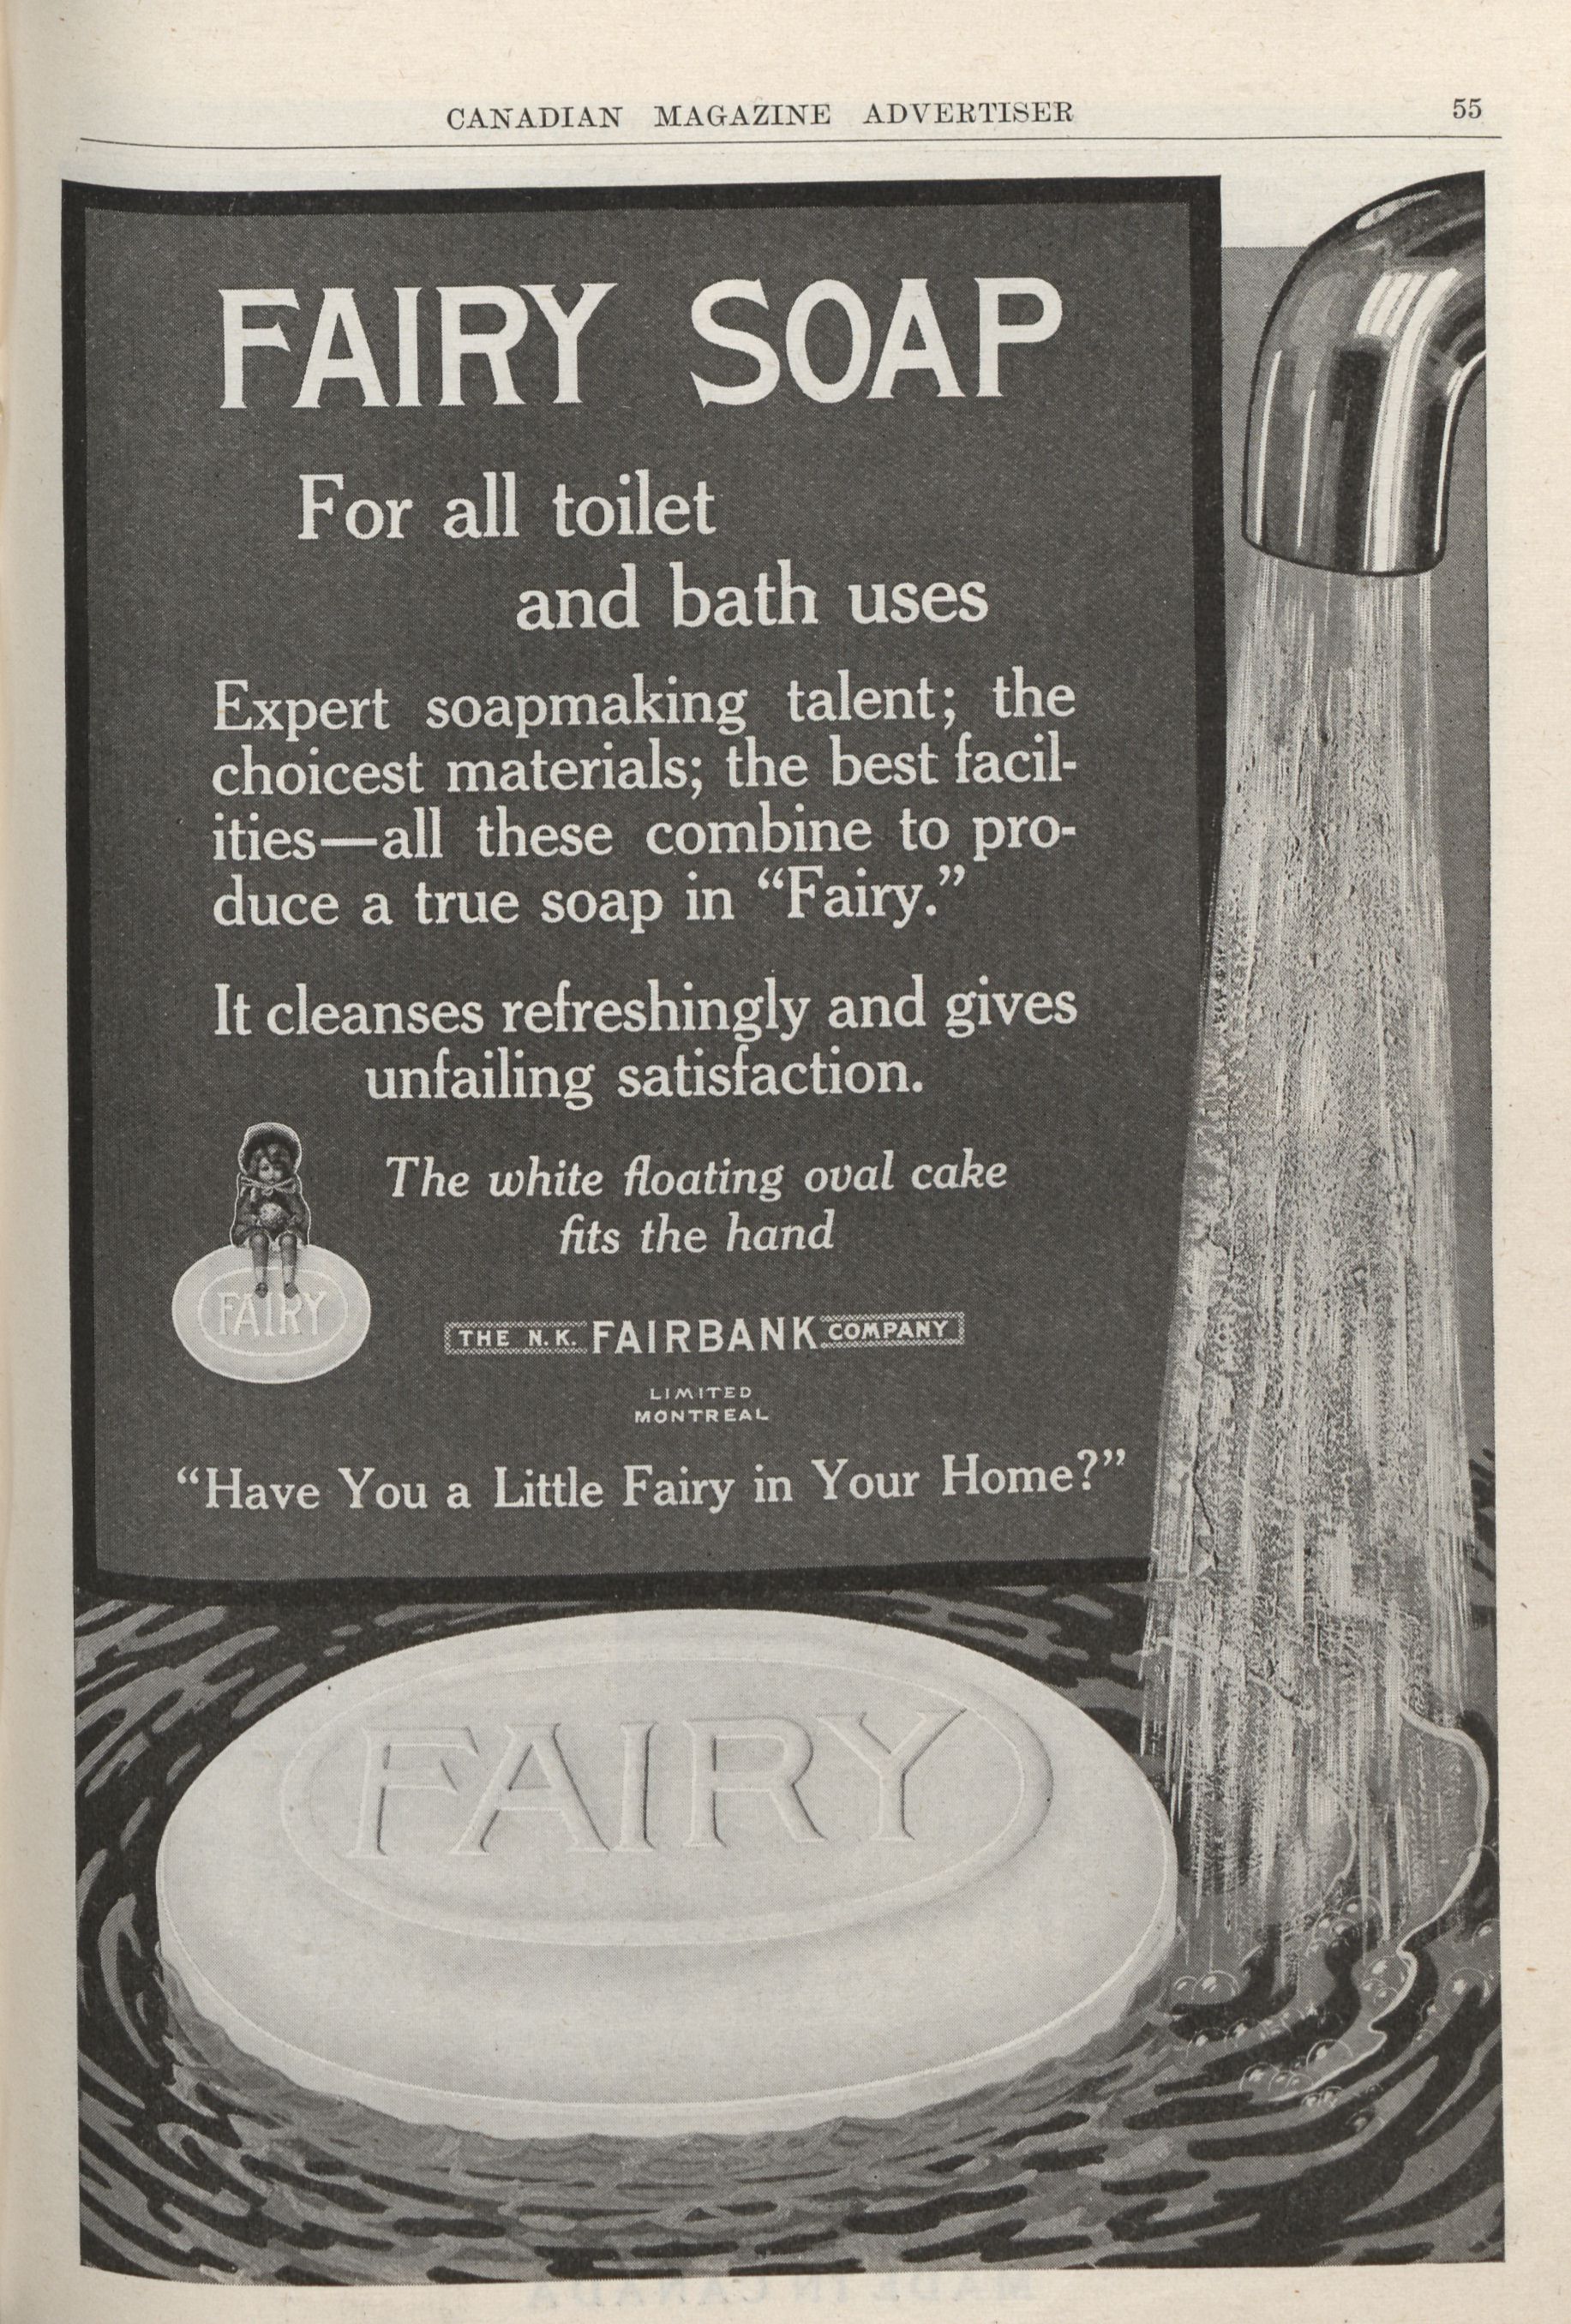 CANADIAN MAGAZINE ADVERTISER 55
FAIRY SOAP
For all toilet
and bath uses
Expert soapmaking talent; the
choicest materials; the best facil-
ities—all these combine to pro-
duce a true soap in “Fairy.”
It cleanses refreshingly and gives
unfailing satisfaction.
The white floating oval cake
fits the hand
FAIRY
THE N.K. FAIRBANK COMPANY
LIMITED
MONTREAL
“Have You a Little Fairy in Your Home?”
FAIRY
MADE IN CANADA